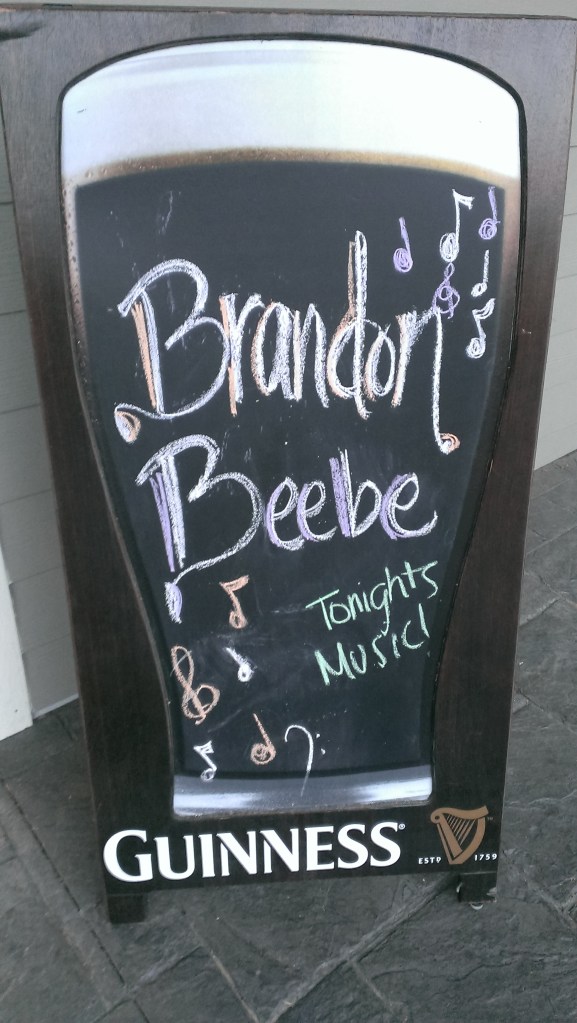 Brandon
Beebe
Tonights
Music!
GUINNESS®
ESTD 1759